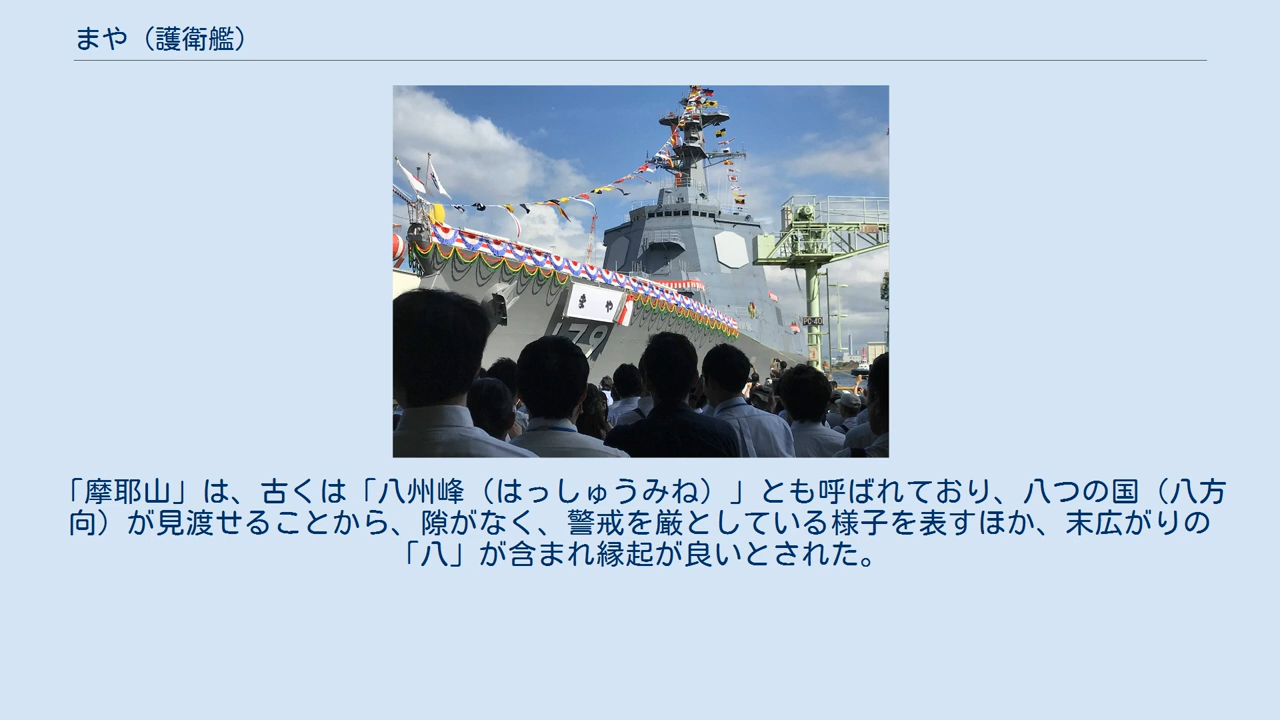 まや（護衛艦）
まや
179
PC-40
「摩耶山」は、古くは「八州峰（はっしゅうみね）」とも呼ばれており、八つの国（八方
向）が見渡せることから、隙がなく、警戒を厳としている様子を表すほか、末広がりの
「八」が含まれ縁起が良いとされた。